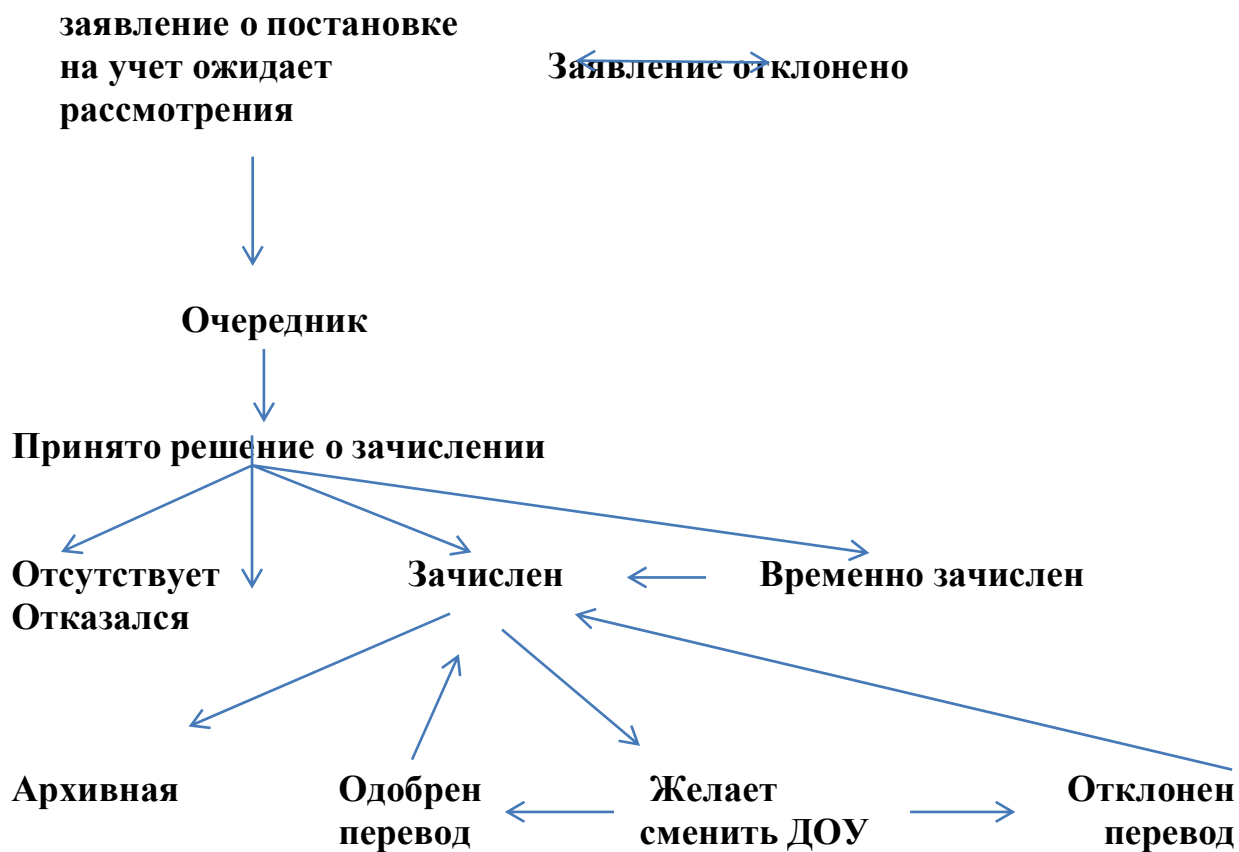 заявление о постановке
на учет ожидает Заявление отклонено
рассмотрения
Очередник
Принято решение о зачислении
Отсутствует Зачислен Временно зачислен
Отказался
Архивная Одобрен Желает Отклонен
перевод сменить ДОУ перевод